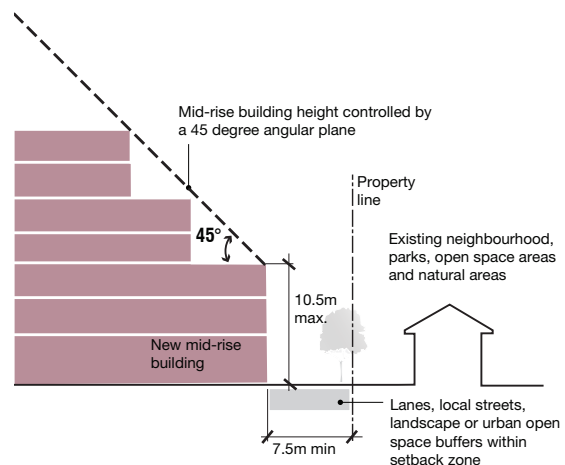 Mid-rise building height controlled by
a 45 degree angular plane
Property
line
45°
Existing neighbourhood,
parks, open space areas
and natural areas
10.5m
max.
New mid-rise
building
Lanes, local streets,
landscape or urban open
space buffers within
setback zone
7.5m min